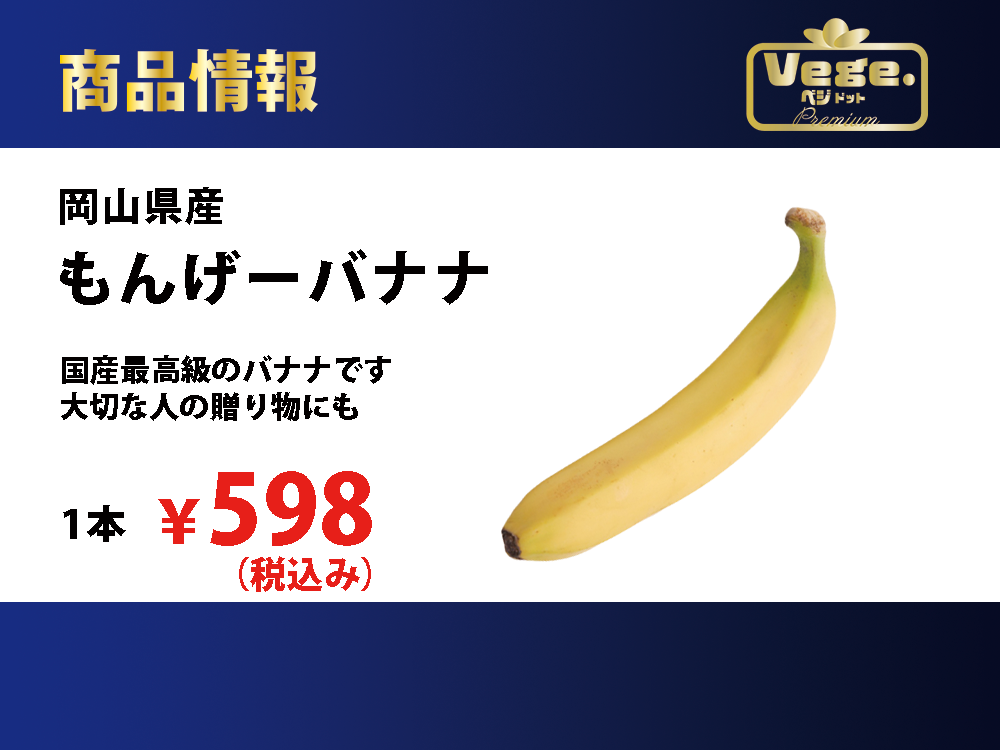 商品情報
Vege.
ベジドット
Premium
岡山県産
もんげーバナナ
国産最高級のバナナです
大切な人の贈り物にも
1本 ¥598
(税込み)